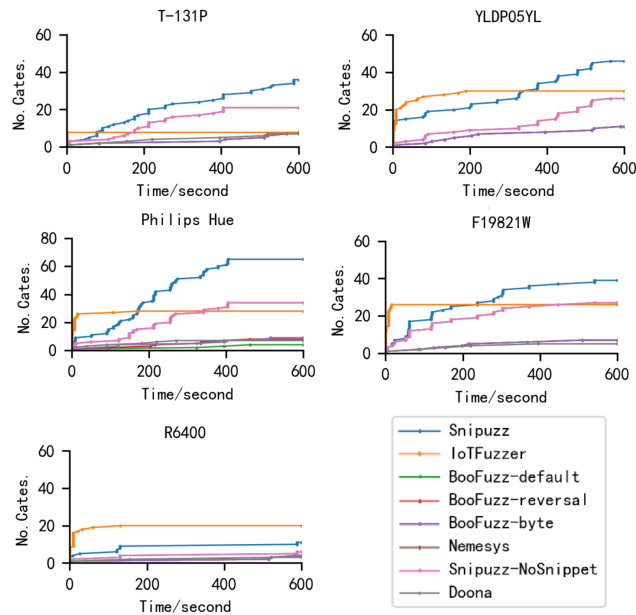 T-131P
No.Cates.
60
40
20
0
0 200 400 600
Time/second
YLDP05YL
No.Cates.
60
40
20
0
0 200 400 600
Time/second
Philips Hue
No.Cates.
80
60
40
20
0
0 200 400 600
Time/second
F19821W
No.Cates.
60
40
20
0
0 200 400 600
Time/second
R6400
No.Cates.
60
40
20
0
0 200 400 600
Time/second
Snipuzz
IoTFuzzer
BooFuzz-default
BooFuzz-reversal
BooFuzz-byte
Nemesys
Snipuzz-NoSnippet
Doona